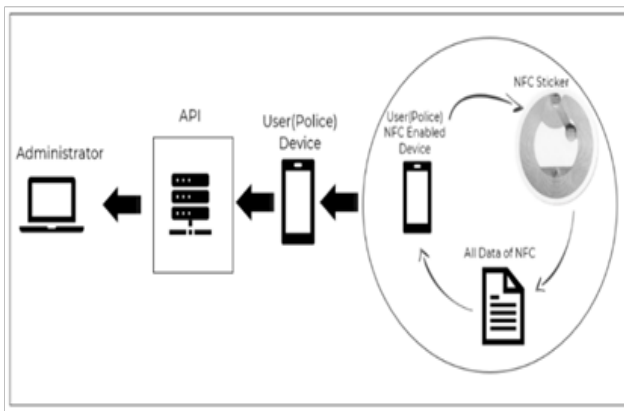 NFC Sticker
API
User(Police)
Device
User(Police)
NFC Enabled
Device
Administrator
All Data of NFC